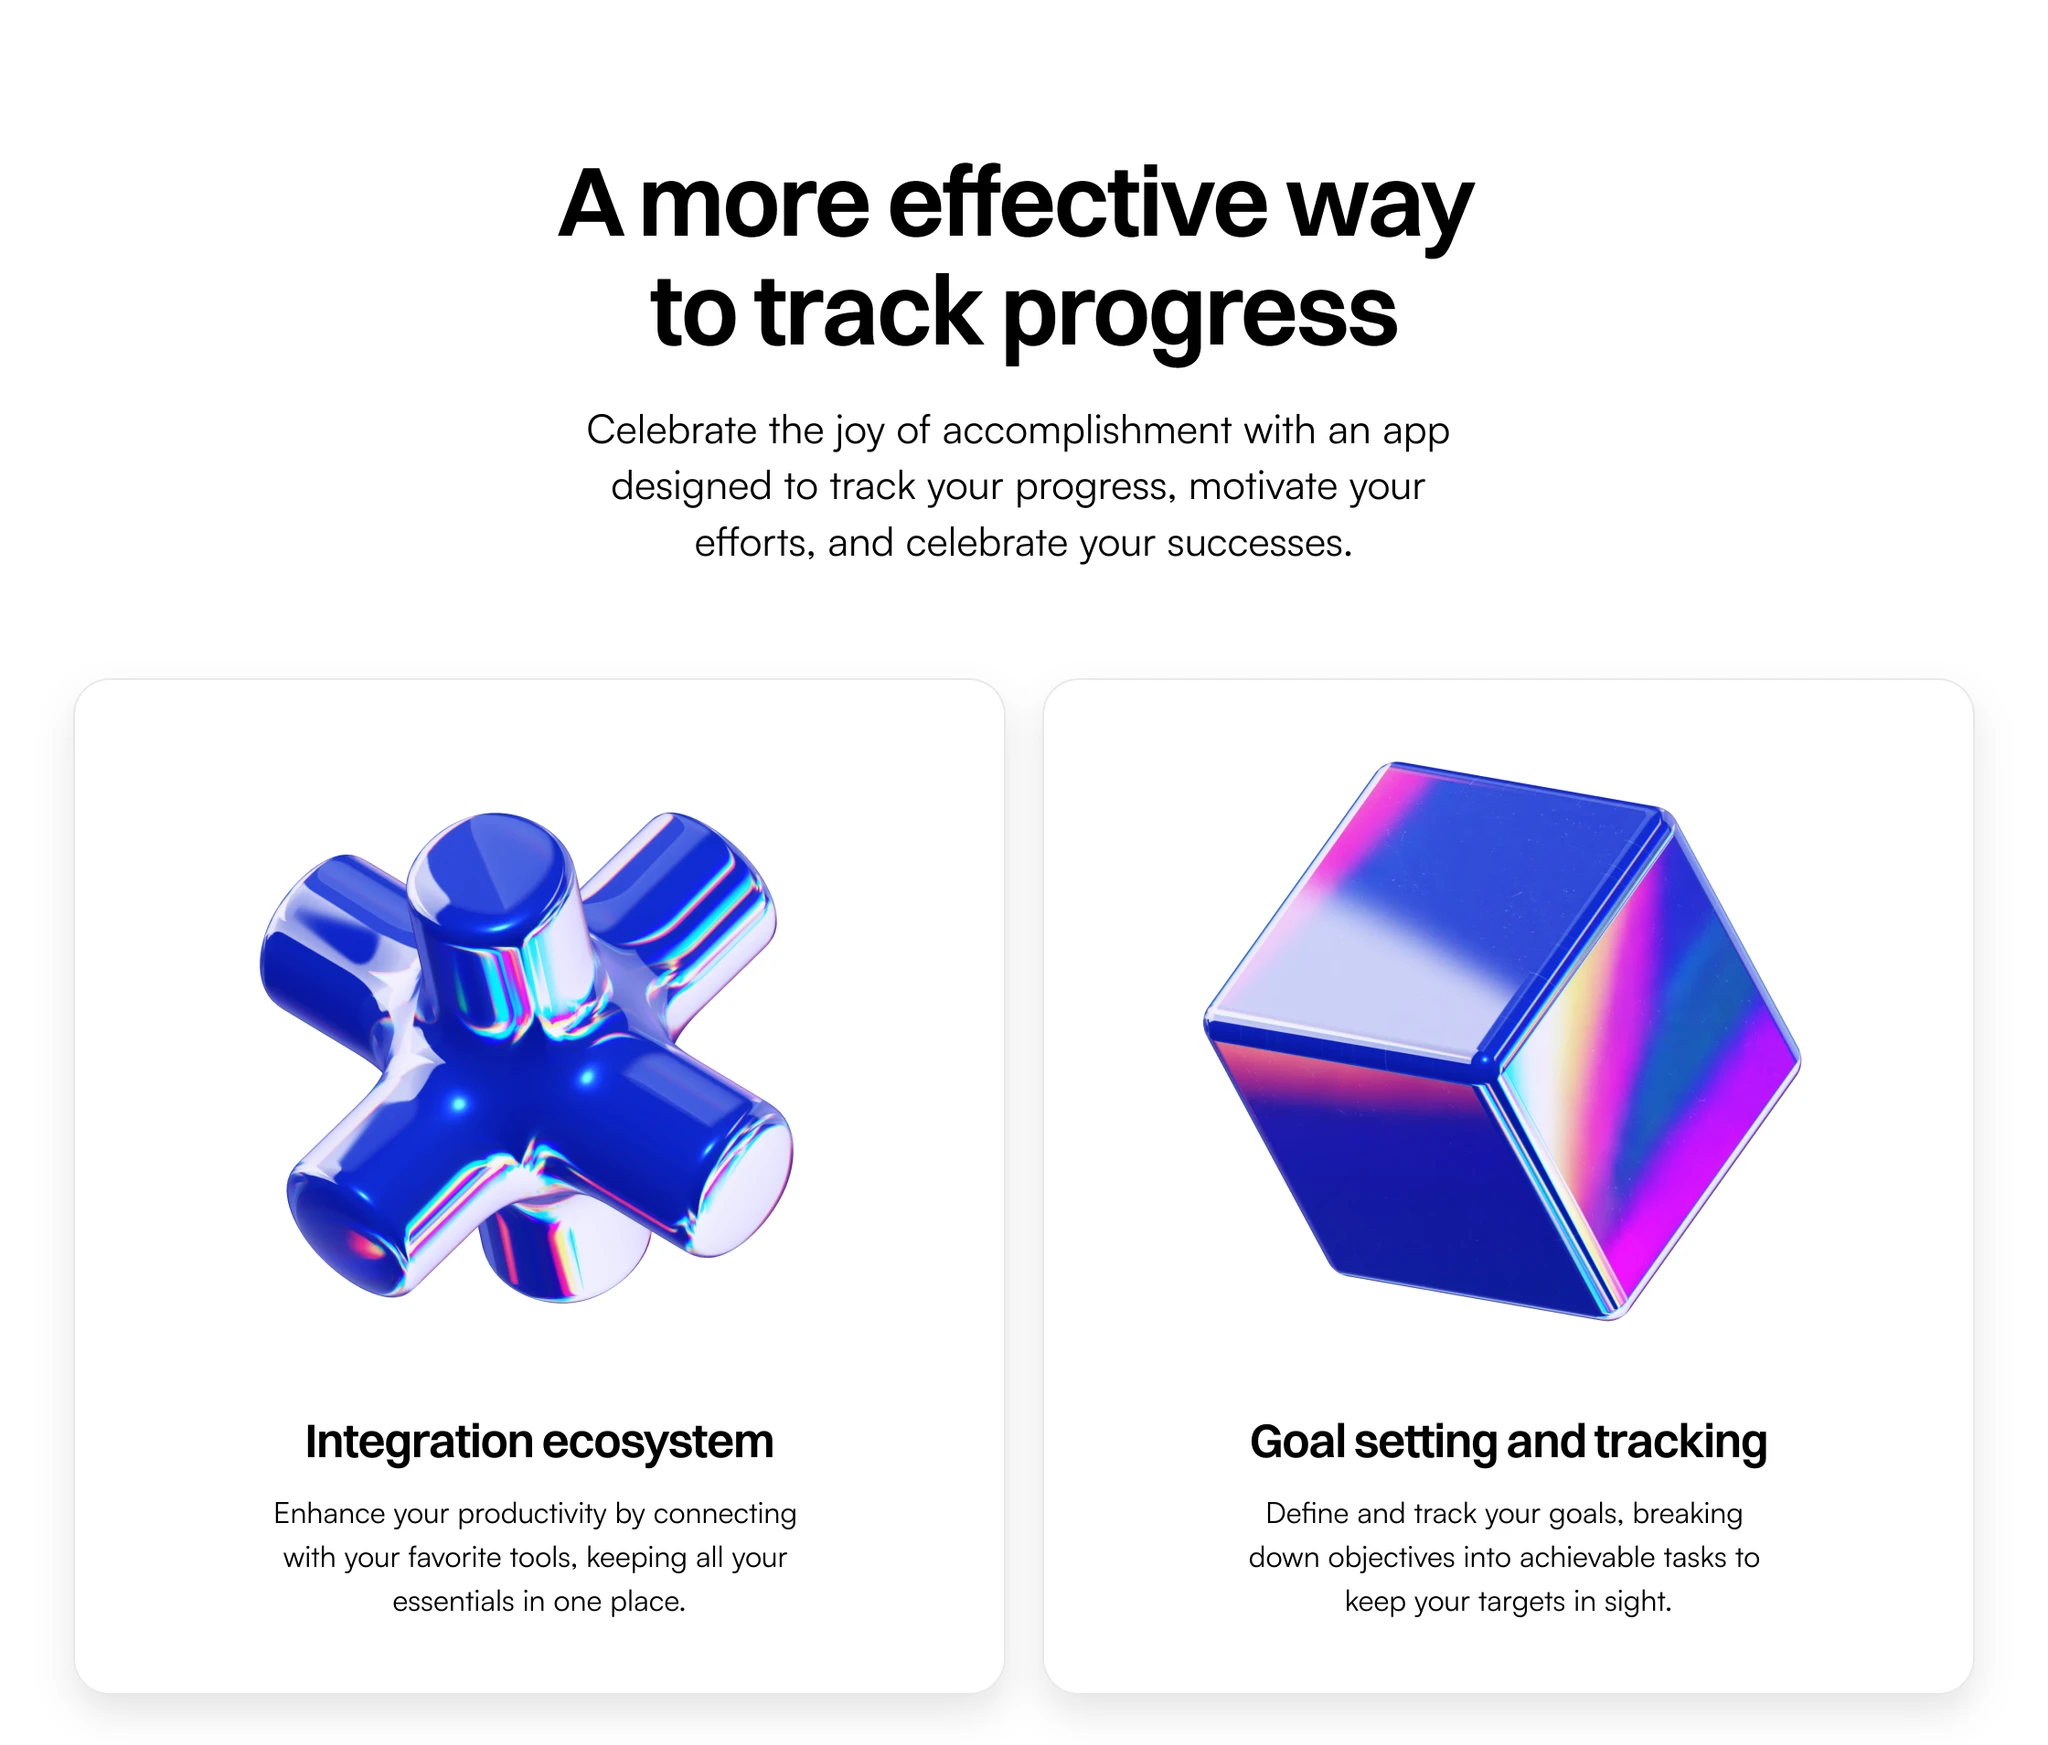 A more effective way
to track progress
Celebrate the joy of accomplishment with an app
designed to track your progress, motivate your
efforts, and celebrate your successes.
Integration ecosystem
Enhance your productivity by connecting
with your favorite tools, keeping all your
essentials in one place.
Goal setting and tracking
Define and track your goals, breaking
down objectives into achievable tasks to
keep your targets in sight.